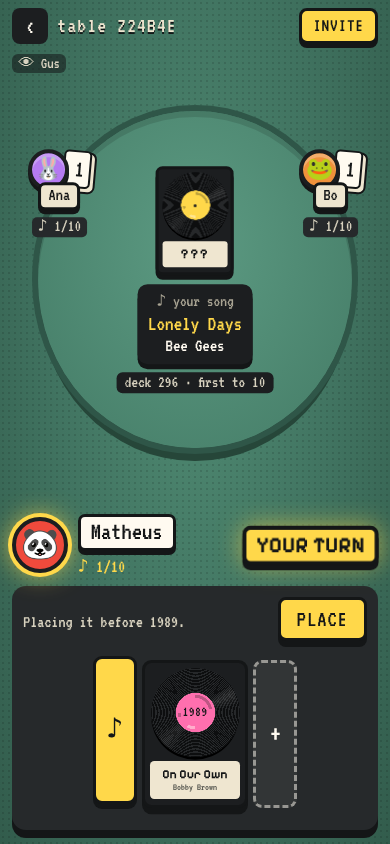 table Z24B4E
INVITE
Gus
1
1
Ana
Bo
♪ 1/10
♪ 1/10
???
♪ your song
Lonely Days
Bee Gees
deck 296 · first to 10
Matheus
♪ 1/10
YOUR TURN
Placing it before 1989.
PLACE
♪
1989
+
On Our Own
Bobby Brown